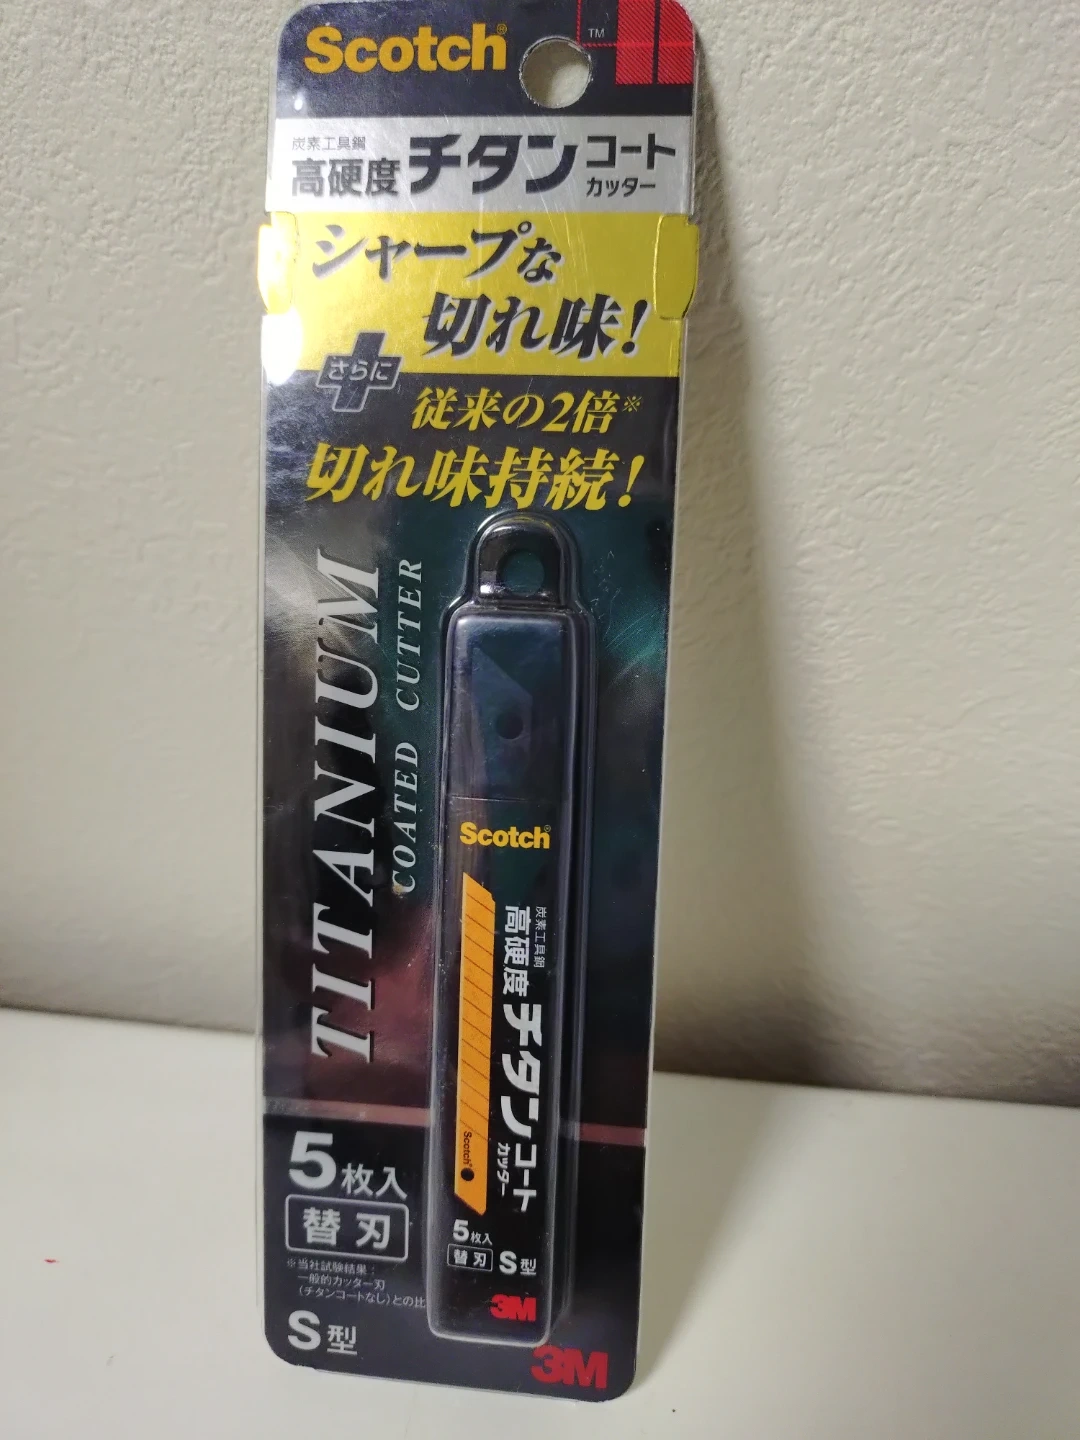 Scotch®
TM
炭素工具鋼
高硬度チタンコート
カッター
シャープな
切れ味!
さらに
従来の2倍※
切れ味持続!
TITANIUM
COATED CUTTER
Scotch®
炭素工具鋼
高硬度チタンコート
カッター
Scotch®
5枚入
替刃 S型
3M
5枚入
替刃
※当社試験結果:
一般的カッター刃
(チタンコートなし)との比
S型
3M